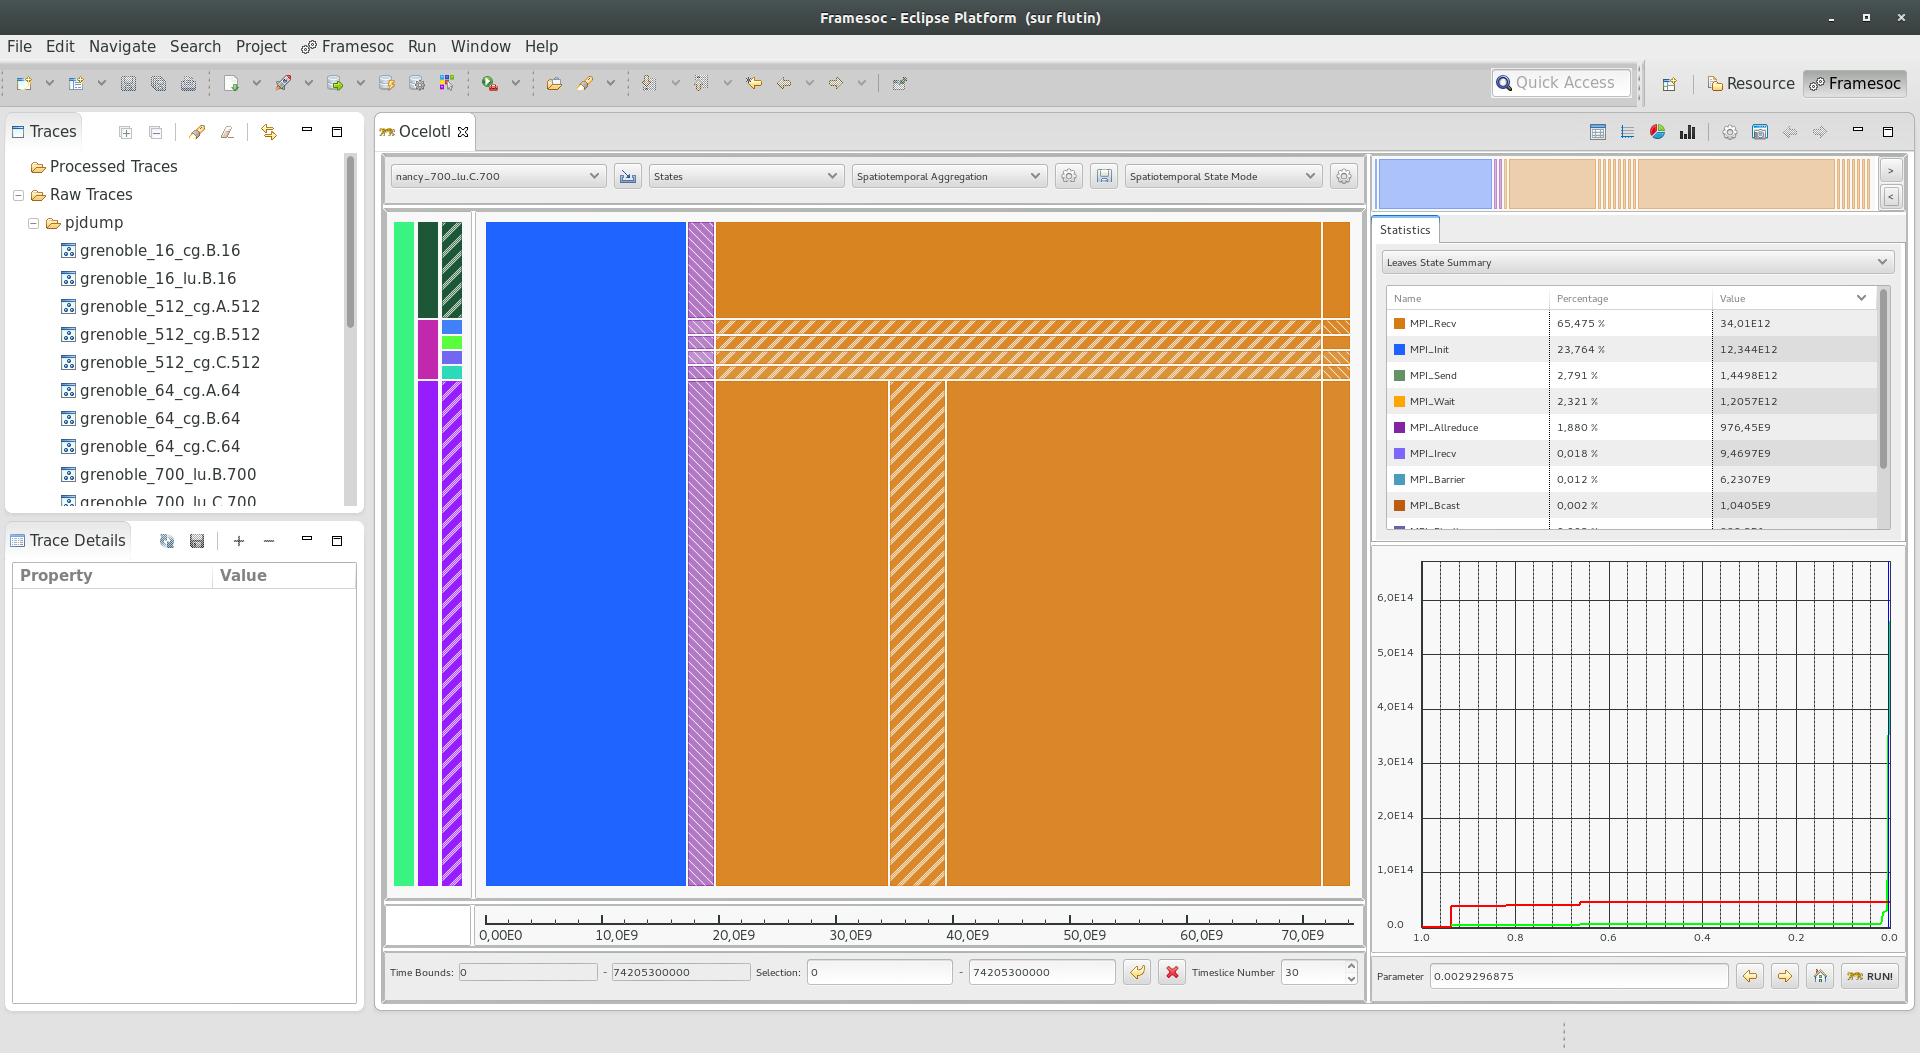 Framesoc - Eclipse Platform  (sur flutin)
File Edit Navigate Search Project Framesoc Run Window Help
Quick Access Resource Framesoc
Traces
Processed Traces
Raw Traces
pjdump
grenoble_16_cg.B.16
grenoble_16_lu.B.16
grenoble_512_cg.A.512
grenoble_512_cg.B.512
grenoble_512_cg.C.512
grenoble_64_cg.A.64
grenoble_64_cg.B.64
grenoble_64_cg.C.64
grenoble_700_lu.B.700
grenoble_700_lu.C.700
Trace Details
Property Value
Ocelotl
nancy_700_lu.C.700 States Spatiotemporal Aggregation Spatiotemporal State Mode
0,00E0 10,0E9 20,0E9 30,0E9 40,0E9 50,0E9 60,0E9 70,0E9
Time Bounds: 0 - 74205300000 Selection: 0 - 74205300000 Timeslice Number 30
>
<
Statistics
Leaves State Summary
Name Percentage Value
MPI_Recv 65,475 % 34,01E12
MPI_Init 23,764 % 12,344E12
MPI_Send 2,791 % 1,4498E12
MPI_Wait 2,321 % 1,2057E12
MPI_Allreduce 1,880 % 976,45E9
MPI_Irecv 0,018 % 9,4697E9
MPI_Barrier 0,012 % 6,2307E9
MPI_Bcast 0,002 % 1,0405E9
6,0E14
5,0E14
4,0E14
3,0E14
2,0E14
1,0E14
0.0
1.0 0.8 0.6 0.4 0.2 0.0
Parameter 0.0029296875 RUN!